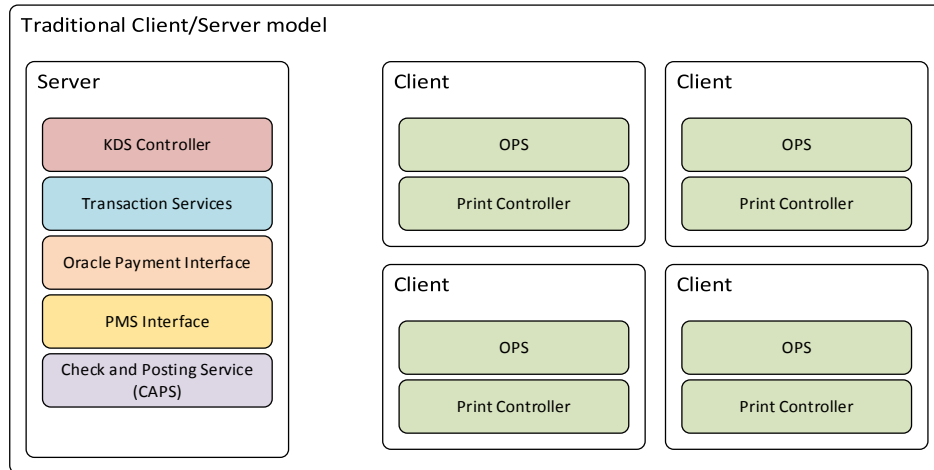 Traditional Client/Server model
Server
KDS Controller
Transaction Services
Oracle Payment Interface
PMS Interface
Check and Posting Service
(CAPS)
Client
OPS
Print Controller
Client
OPS
Print Controller
Client
OPS
Print Controller
Client
OPS
Print Controller